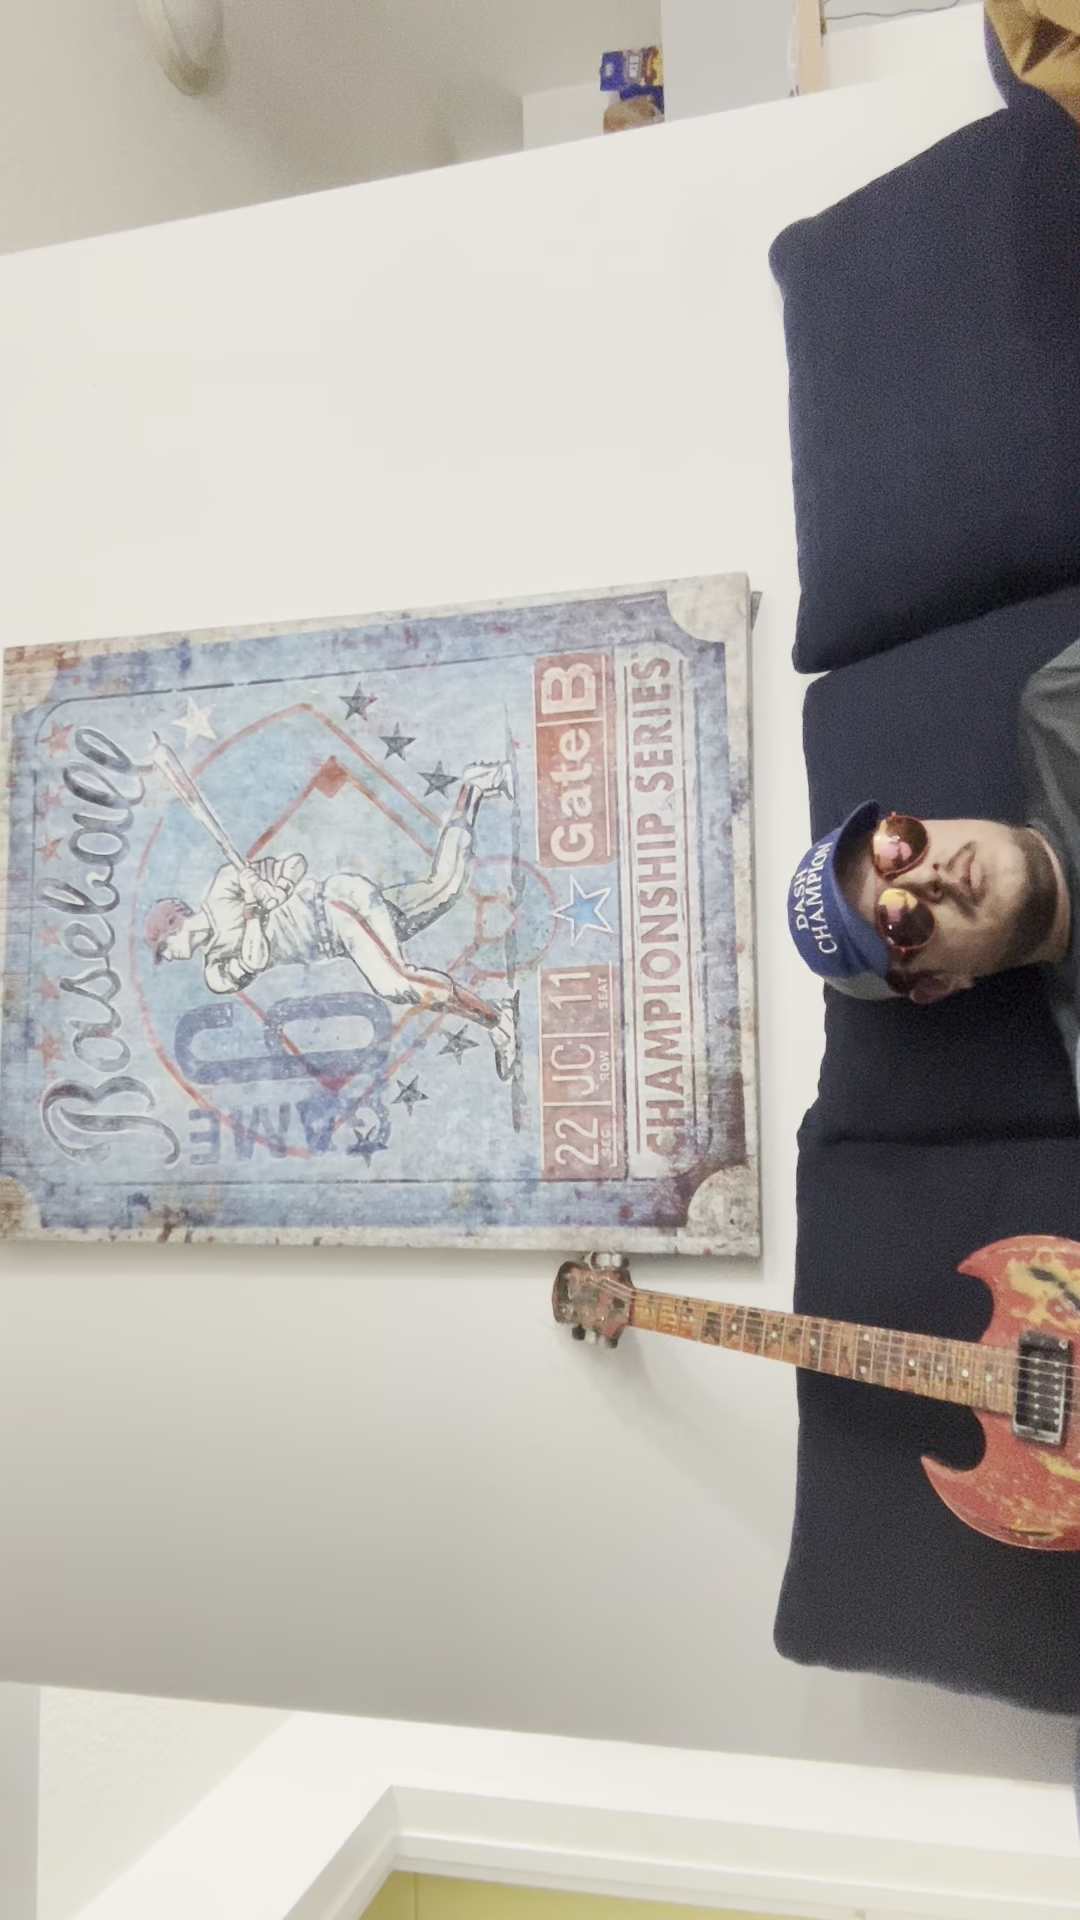 Baseball
GAME
6
22 JC 11
SEC ROW SEAT
Gate B
CHAMPIONSHIP SERIES
DASH
CHAMPION